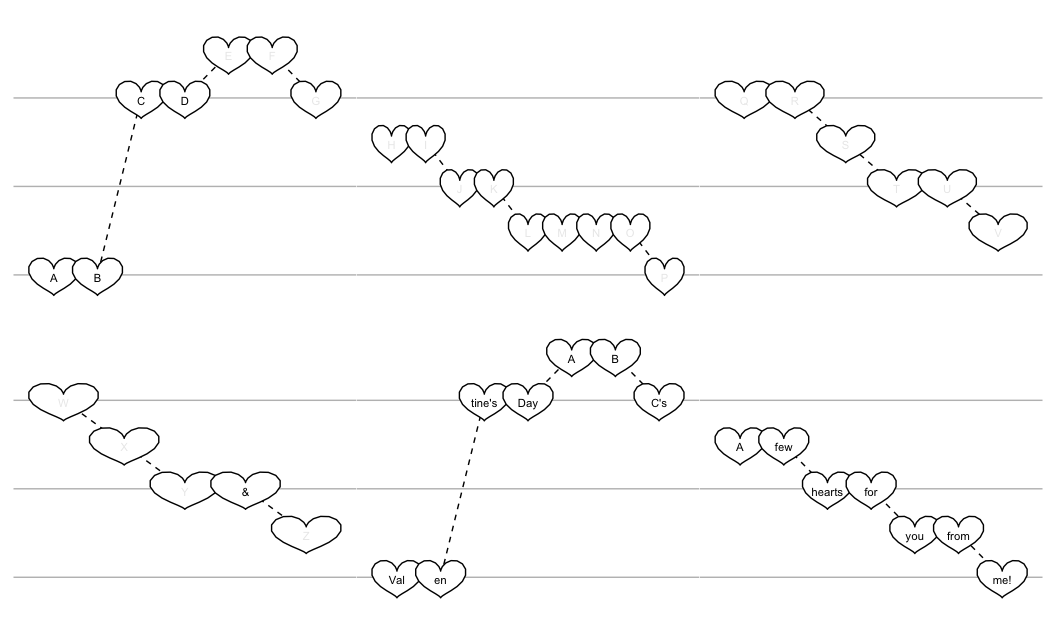 A B C D E F G
H I J K L M N O P
Q R S T U V
W X Y & Z
Val en tine's Day A B C's
A few hearts for you from me!